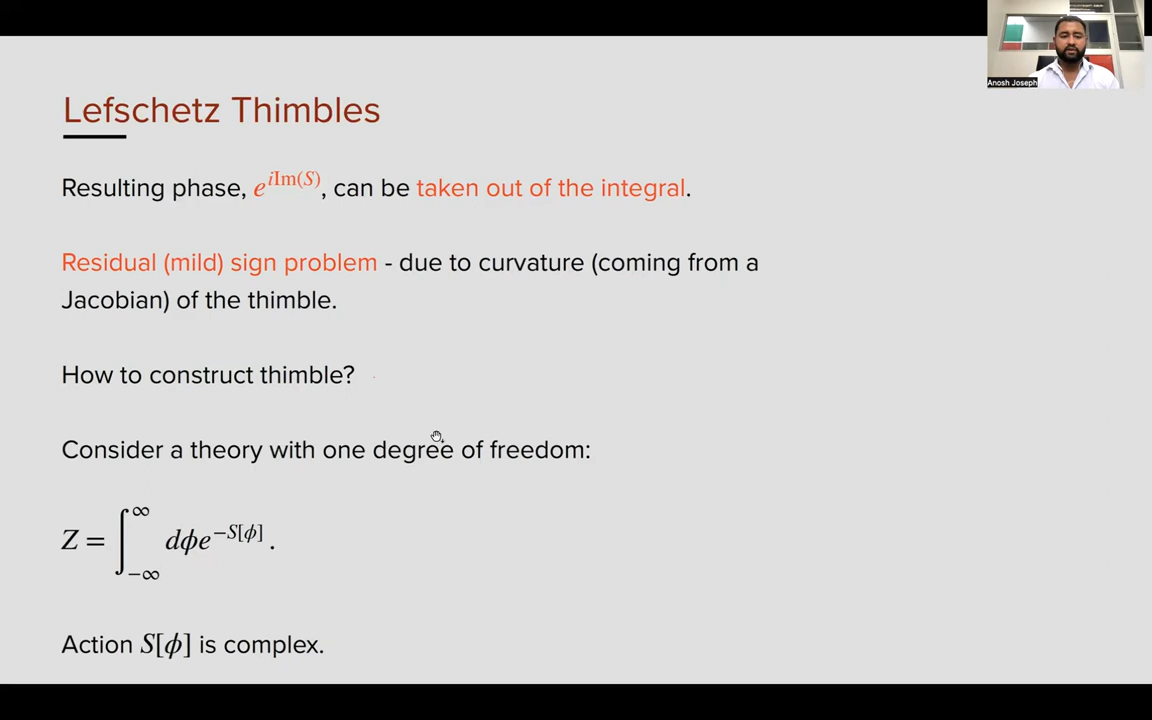 Anosh Joseph
Lefschetz Thimbles
Resulting phase, e^{iIm(S)}, can be taken out of the integral.
Residual (mild) sign problem - due to curvature (coming from a
Jacobian) of the thimble.
How to construct thimble?
Consider a theory with one degree of freedom:
Z = ∫_{-∞}^{∞} dϕe^{-S[ϕ]} .
Action S[ϕ] is complex.